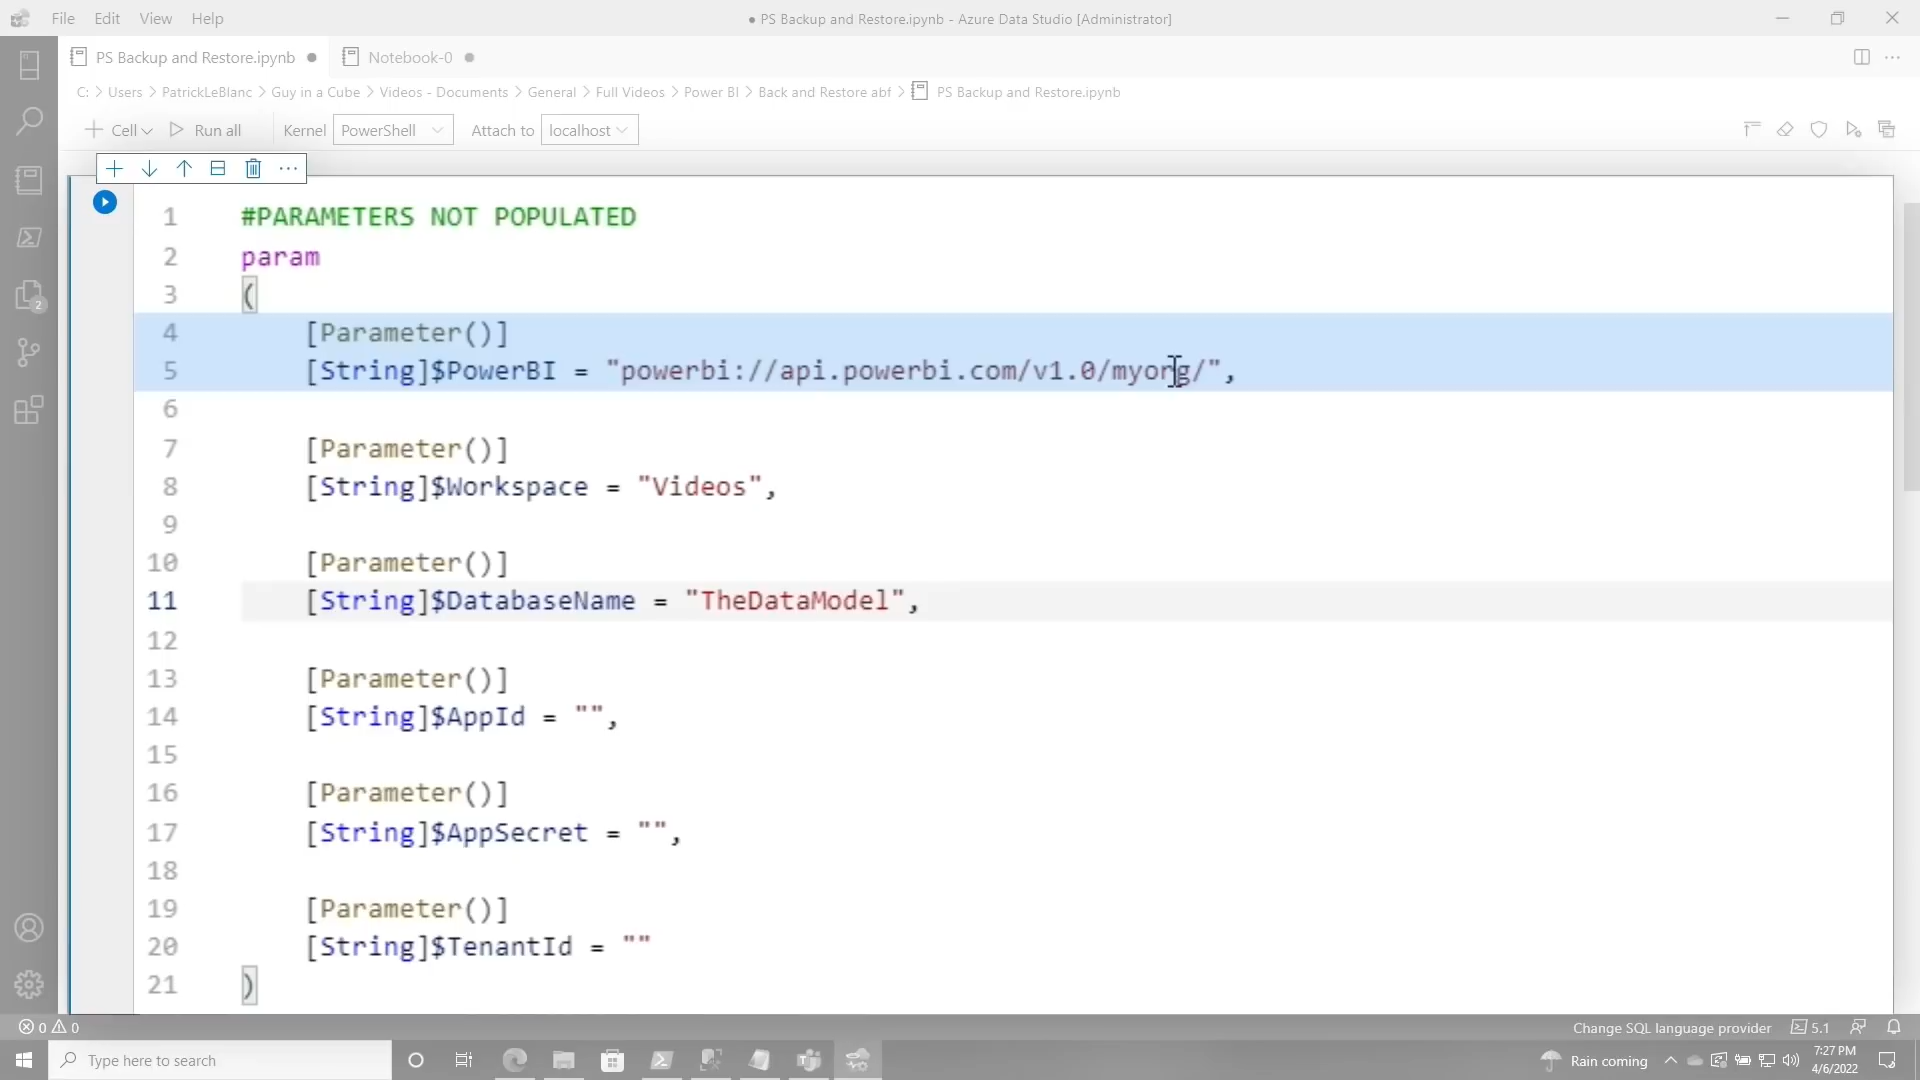 File Edit View Help
● PS Backup and Restore.ipynb - Azure Data Studio [Administrator]
PS Backup and Restore.ipynb ● Notebook-0 ●
C: > Users > PatrickLeBlanc > Guy in a Cube > Videos - Documents > General > Full Videos > Power BI > Back and Restore abf > PS Backup and Restore.ipynb
Cell Run all Kernel PowerShell Attach to localhost
1 #PARAMETERS NOT POPULATED
2 param
3 (
4 [Parameter()]
5 [String]$PowerBI = "powerbi://api.powerbi.com/v1.0/myorg/",
6
7 [Parameter()]
8 [String]$Workspace = "Videos",
9
10 [Parameter()]
11 [String]$DatabaseName = "TheDataModel",
12
13 [Parameter()]
14 [String]$AppId = "",
15
16 [Parameter()]
17 [String]$AppSecret = "",
18
19 [Parameter()]
20 [String]$TenantId = ""
21 )
2
0 0 Change SQL language provider 5.1
Type here to search
Rain coming
7:27 PM
4/6/2022